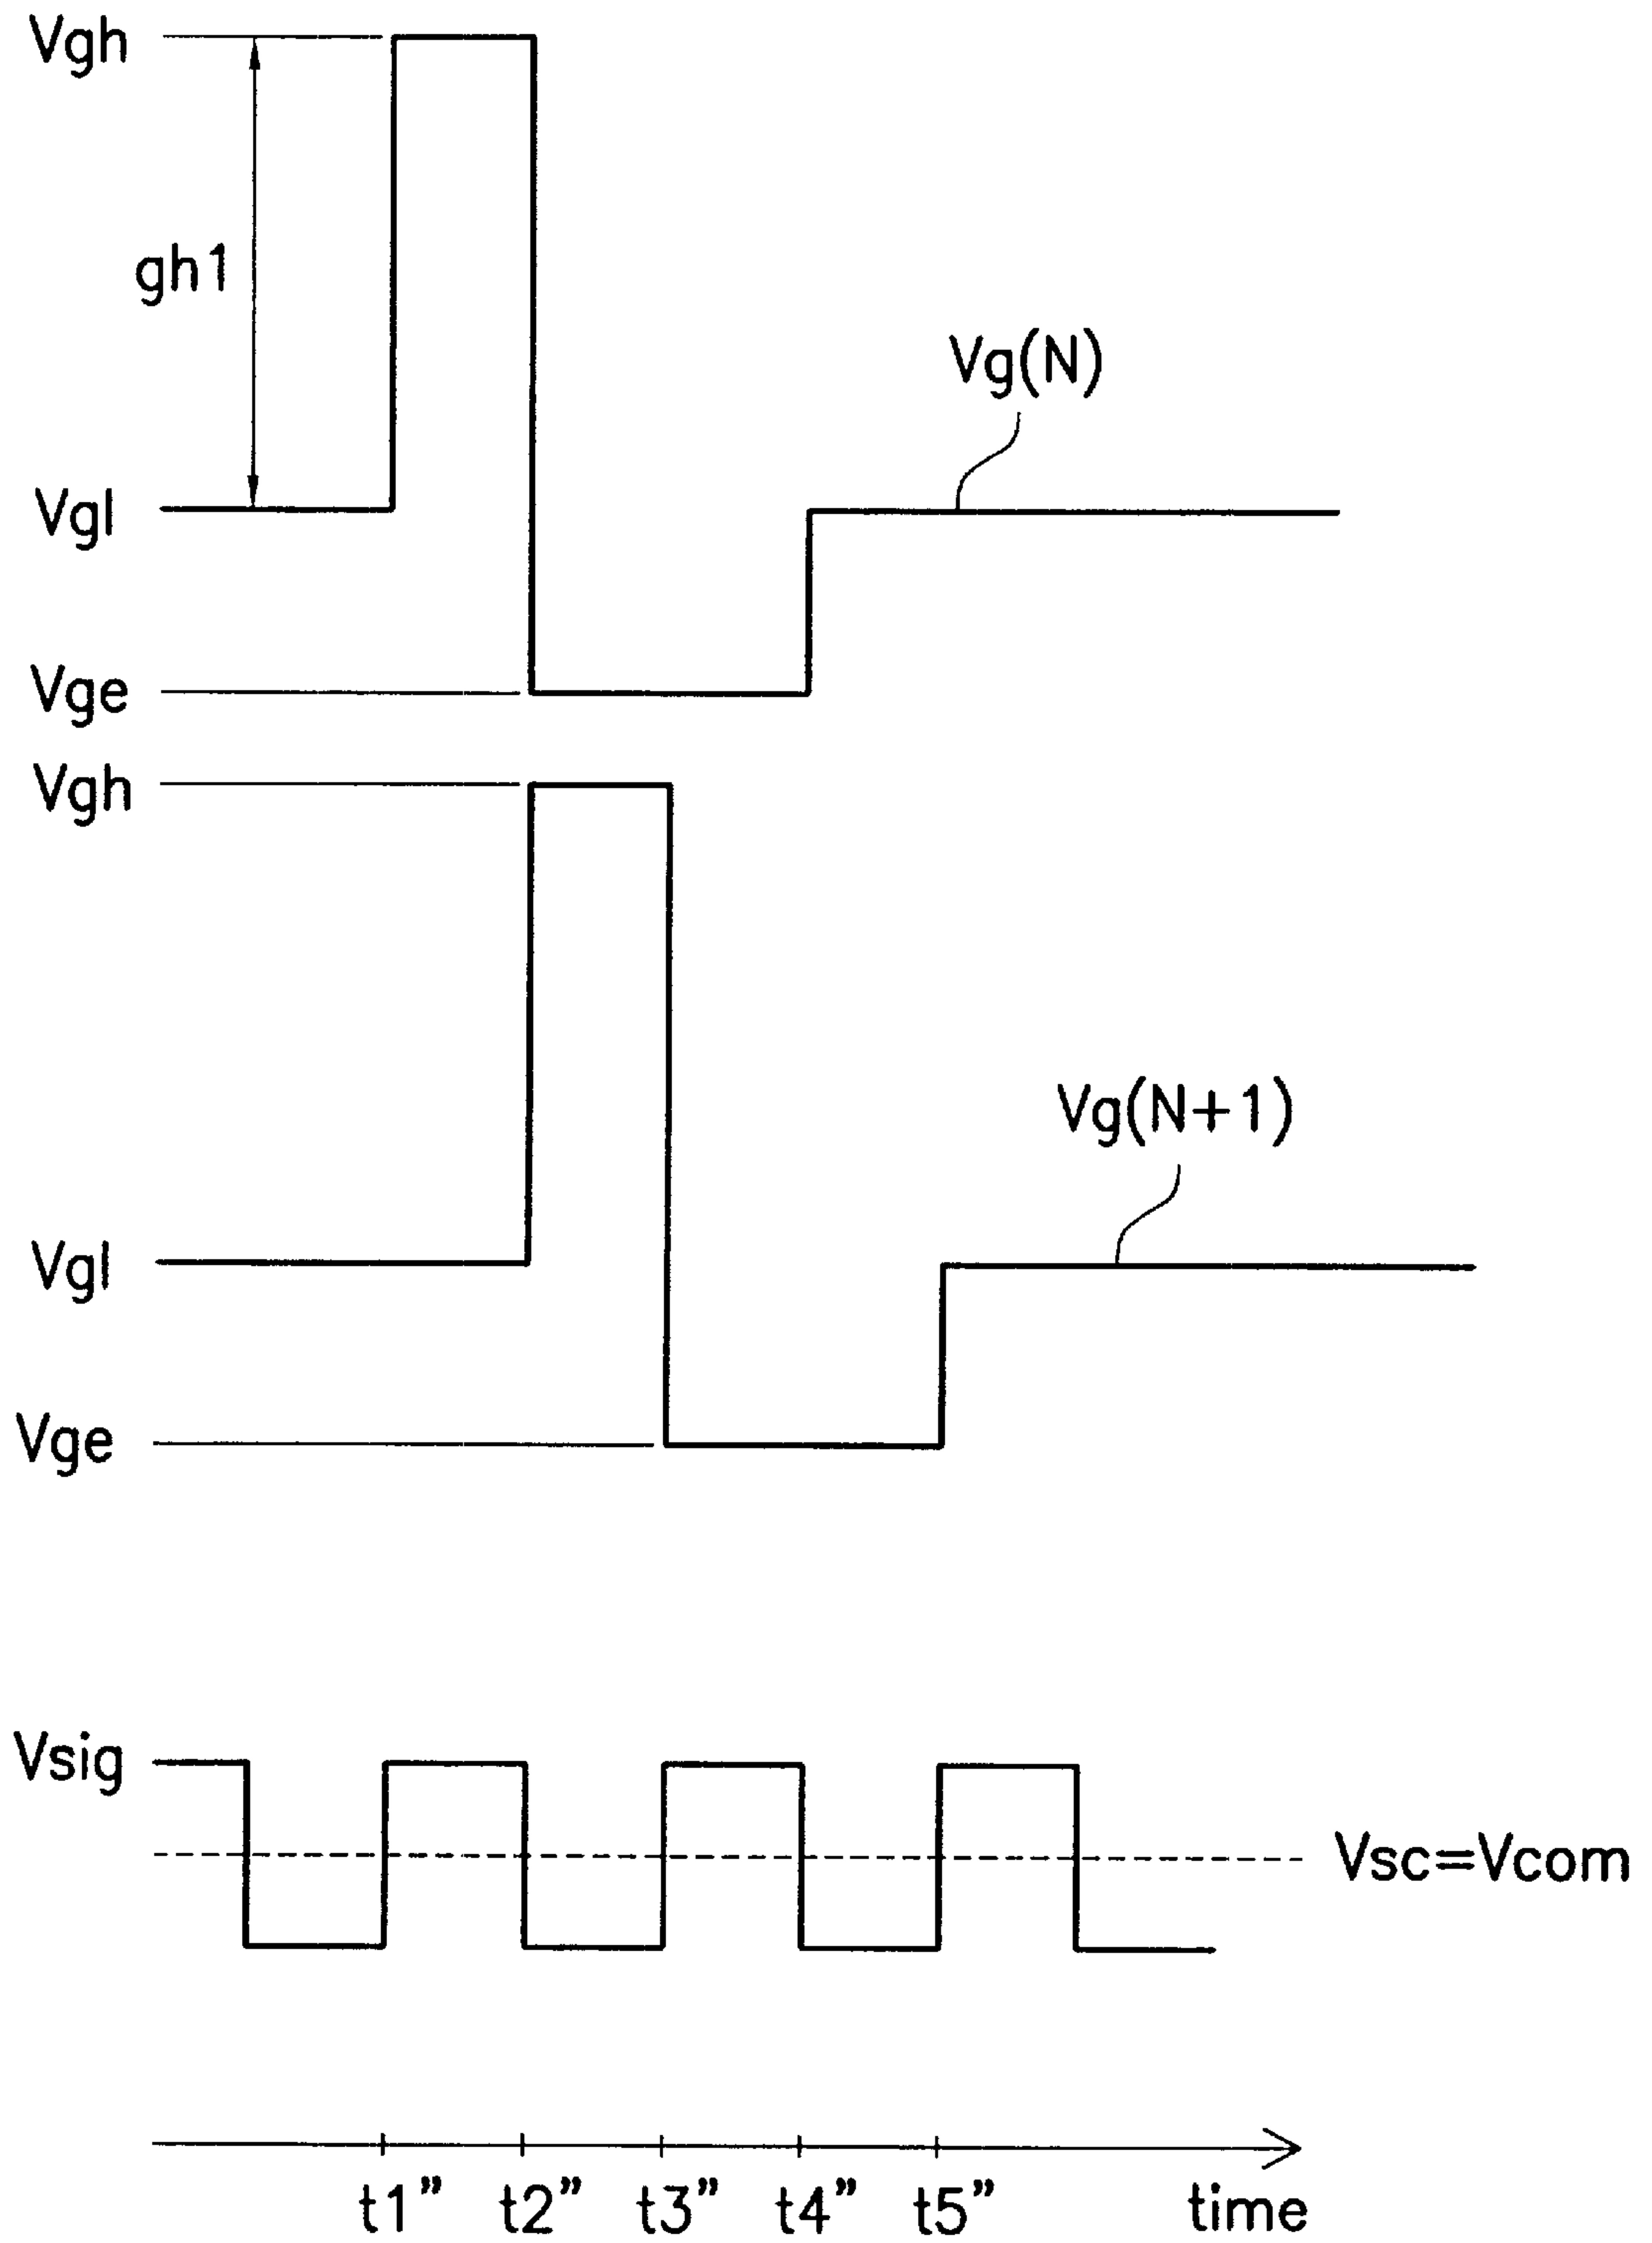 Vgh
gh1
Vg(N)
Vgl
Vge
Vgh
Vg(N+1)
Vgl
Vge
Vsig
Vsc=Vcom
t1” t2” t3” t4” t5” time